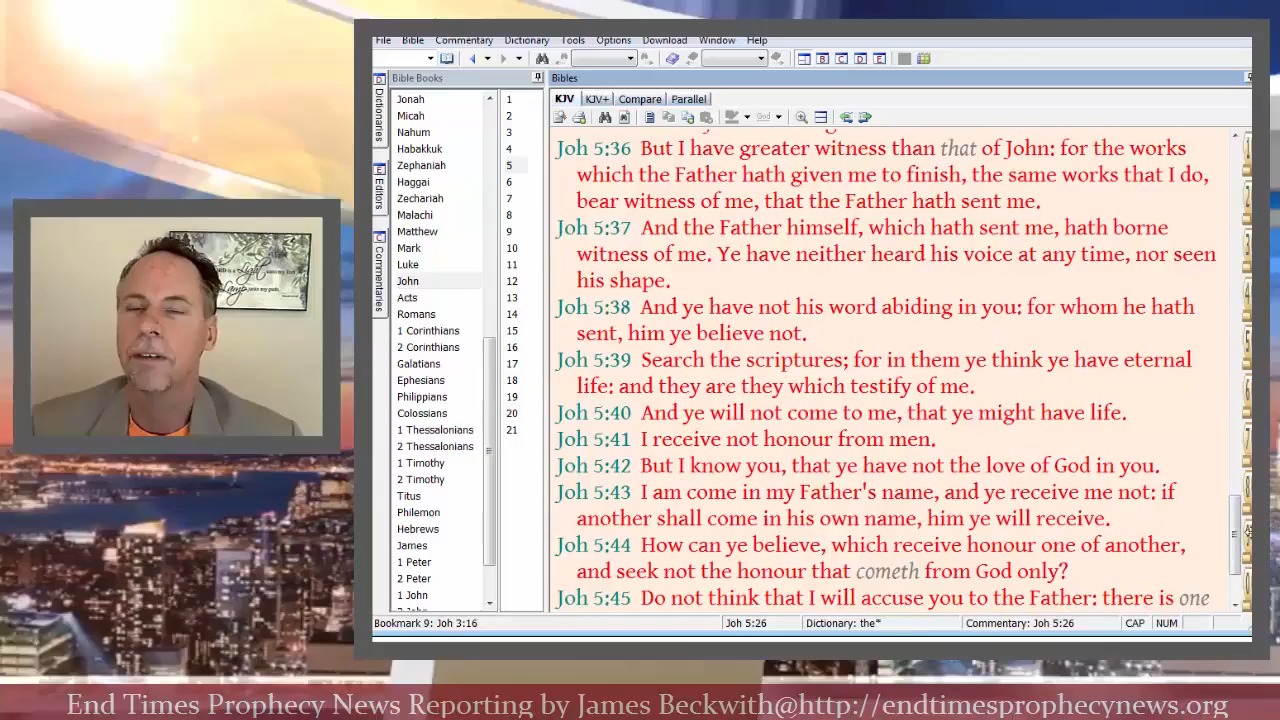 File Bible Commentary Dictionary Tools Options Download Window Help
Bible Books
Bibles
KJV KJV+ Compare Parallel
Dictionaries
Editors
Commentaries
Jonah
Micah
Nahum
Habakkuk
Zephaniah
Haggai
Zechariah
Malachi
Matthew
Mark
Luke
John
Acts
Romans
1 Corinthians
2 Corinthians
Galatians
Ephesians
Philippians
Colossians
1 Thessalonians
2 Thessalonians
1 Timothy
2 Timothy
Titus
Philemon
Hebrews
James
1 Peter
2 Peter
1 John
1
2
3
4
5
6
7
8
9
10
11
12
13
14
15
16
17
18
19
20
21
Joh 5:36 But I have greater witness than that of John: for the works
which the Father hath given me to finish, the same works that I do,
bear witness of me, that the Father hath sent me.
Joh 5:37 And the Father himself, which hath sent me, hath borne
witness of me. Ye have neither heard his voice at any time, nor seen
his shape.
Joh 5:38 And ye have not his word abiding in you: for whom he hath
sent, him ye believe not.
Joh 5:39 Search the scriptures; for in them ye think ye have eternal
life: and they are they which testify of me.
Joh 5:40 And ye will not come to me, that ye might have life.
Joh 5:41 I receive not honour from men.
Joh 5:42 But I know you, that ye have not the love of God in you.
Joh 5:43 I am come in my Father's name, and ye receive me not: if
another shall come in his own name, him ye will receive.
Joh 5:44 How can ye believe, which receive honour one of another,
and seek not the honour that cometh from God only?
Joh 5:45 Do not think that I will accuse you to the Father: there is one
Bookmark 9: Joh 3:16 Joh 5:26 Dictionary: the* Commentary: Joh 5:26 CAP NUM
Light
Lamp
End Times Prophecy News Reporting by James Beckwith@http://endtimesprophecynews.org